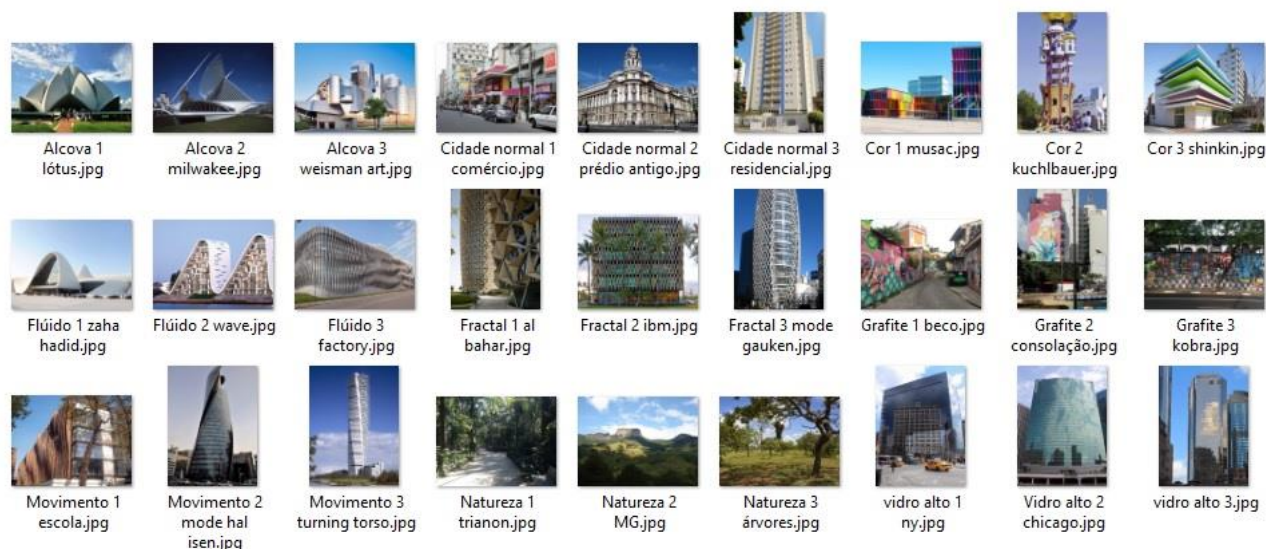 Alcova 1
lótus.jpg
Alcova 2
milwakee.jpg
Alcova 3
weisman art.jpg
Cidade normal 1
comércio.jpg
Cidade normal 2
prédio antigo.jpg
Cidade normal 3
residencial.jpg
Cor 1 musac.jpg
Cor 2
kuchlbauer.jpg
Cor 3 shinkin.jpg
Flúido 1 zaha
hadid.jpg
Flúido 2 wave.jpg
Flúido 3
factory.jpg
Fractal 1 al
bahar.jpg
Fractal 2 ibm.jpg
Fractal 3 mode
gauken.jpg
Grafite 1 beco.jpg
Grafite 2
consolação.jpg
Grafite 3
kobra.jpg
Movimento 1
escola.jpg
Movimento 2
mode hal
isen.jpg
Movimento 3
turning torso.jpg
Natureza 1
trianon.jpg
Natureza 2
MG.jpg
Natureza 3
árvores.jpg
vidro alto 1
ny.jpg
Vidro alto 2
chicago.jpg
vidro alto 3.jpg